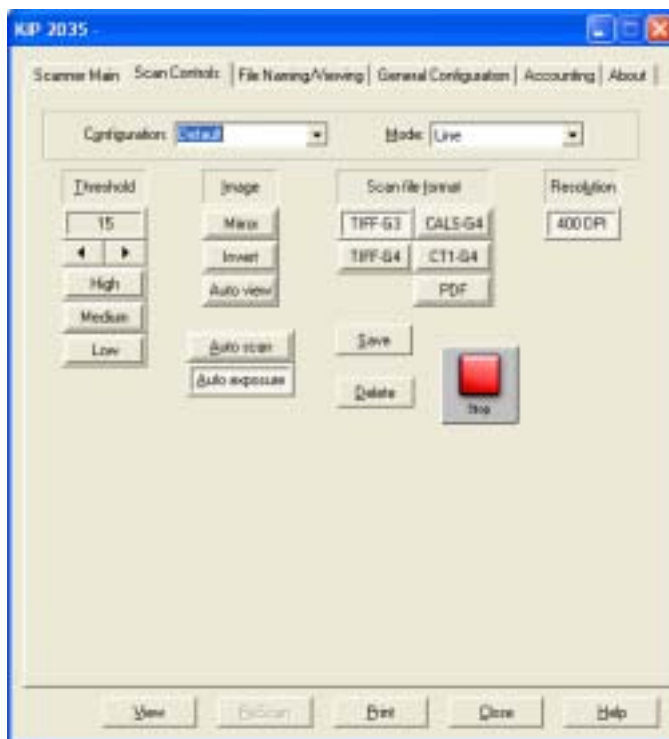 KIP 2035 -
Scanner Main Scan Controls File Naming/Viewing General Configuration Accounting About
Configuration: Default Mode: Line
Threshold Image Scan file format Resolution
15 Mirror TIFF-G3 CALS-G4 400 DPI
Invert TIFF-G4 CT1-G4
High Auto view PDF
Medium
Low Auto scan Save
Auto exposure Delete
Stop
View ReScan Print Close Help